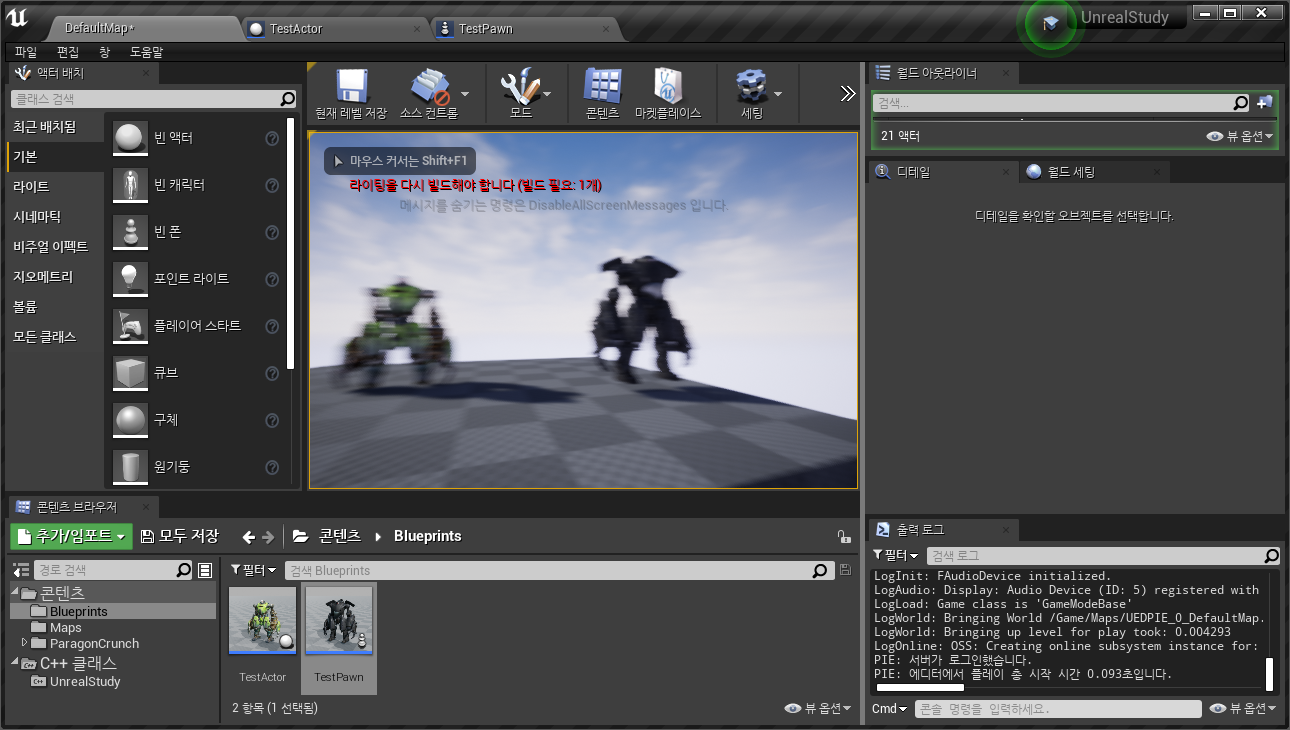 DefaultMap*
TestActor
TestPawn
UnrealStudy
파일 편집 창 도움말
액터 배치
클래스 검색
최근 배치됨
기본
라이트
시네마틱
비주얼 이펙트
지오메트리
볼륨
모든 클래스
빈 액터
빈 캐릭터
빈 폰
포인트 라이트
플레이어 스타트
큐브
구체
원기둥
현재 레벨 저장
소스 컨트롤
모드
콘텐츠
마켓플레이스
세팅
마우스 커서는 Shift+F1
라이팅을 다시 빌드해야 합니다 (빌드 필요: 1개)
메시지를 숨기는 명령은 DisableAllScreenMessages 입니다.
월드 아웃라이너
검색...
21 액터
뷰 옵션
디테일
월드 세팅
디테일을 확인할 오브젝트를 선택합니다.
콘텐츠 브라우저
추가/임포트
모두 저장
콘텐츠
Blueprints
경로 검색
콘텐츠
Blueprints
Maps
ParagonCrunch
C++ 클래스
UnrealStudy
필터
검색 Blueprints
TestActor
TestPawn
2 항목 (1 선택됨)
뷰 옵션
출력 로그
필터
검색 로그
LogInit: FAudioDevice initialized.
LogAudio: Display: Audio Device (ID: 5) registered with
LogLoad: Game class is 'GameModeBase'
LogWorld: Bringing World /Game/Maps/UEDPIE_0_DefaultMap.
LogWorld: Bringing up level for play took: 0.004293
LogOnline: OSS: Creating online subsystem instance for:
PIE: 서버가 로그인했습니다.
PIE: 에디터에서 플레이 총 시작 시간 0.093초입니다.
Cmd
콘솔 명령을 입력하세요.
뷰 옵션